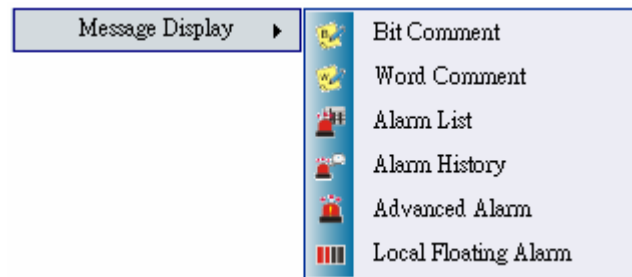 Message Display
Bit Comment
Word Comment
Alarm List
Alarm History
Advanced Alarm
Local Floating Alarm